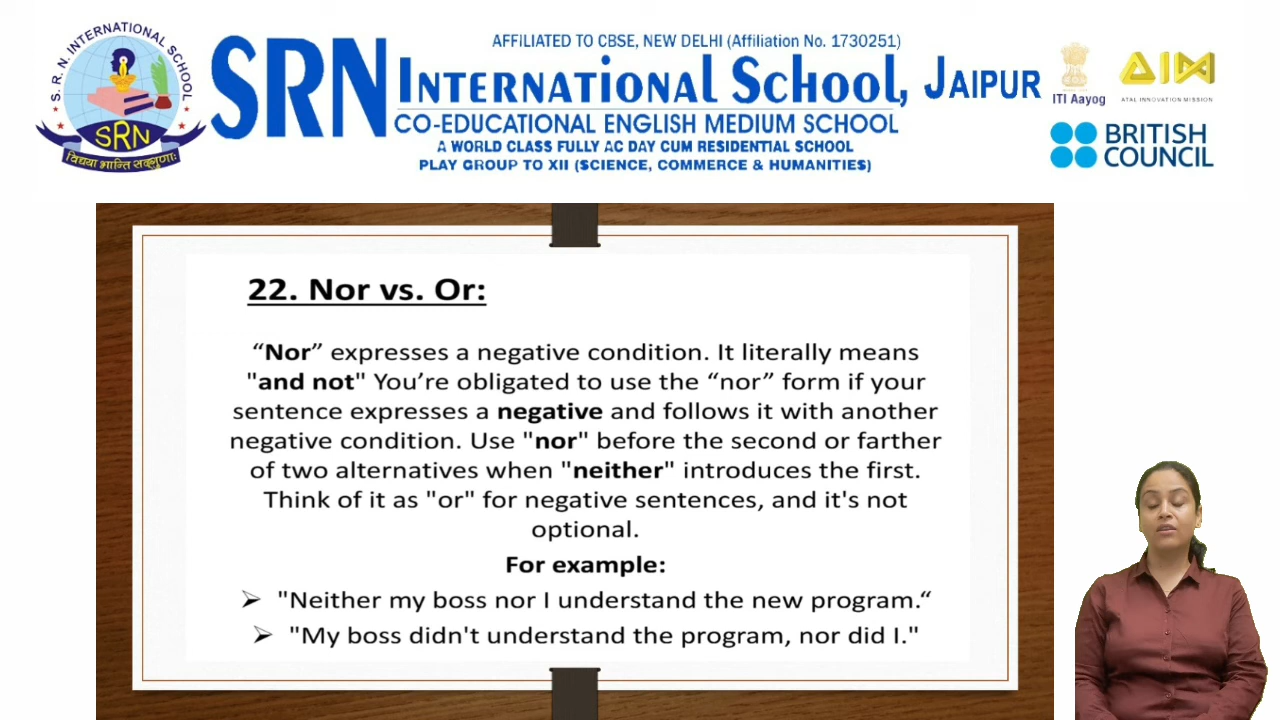 S. R. N. INTERNATIONAL SCHOOL
SRN
विद्यया भान्ति सद्गुणाः
AFFILIATED TO CBSE, NEW DELHI (Affiliation No. 1730251)
SRN INTERNATIONAL SCHOOL, JAIPUR
CO-EDUCATIONAL ENGLISH MEDIUM SCHOOL
A WORLD CLASS FULLY AC DAY CUM RESIDENTIAL SCHOOL
PLAY GROUP TO XII (SCIENCE, COMMERCE & HUMANITIES)
ITI Aayog
AIM
ATAL INNOVATION MISSION
BRITISH
COUNCIL
22. Nor vs. Or:
“Nor” expresses a negative condition. It literally means
"and not" You’re obligated to use the “nor” form if your
sentence expresses a negative and follows it with another
negative condition. Use "nor" before the second or farther
of two alternatives when "neither" introduces the first.
Think of it as "or" for negative sentences, and it's not
optional.
For example:
➢ "Neither my boss nor I understand the new program.“
➢ "My boss didn't understand the program, nor did I."